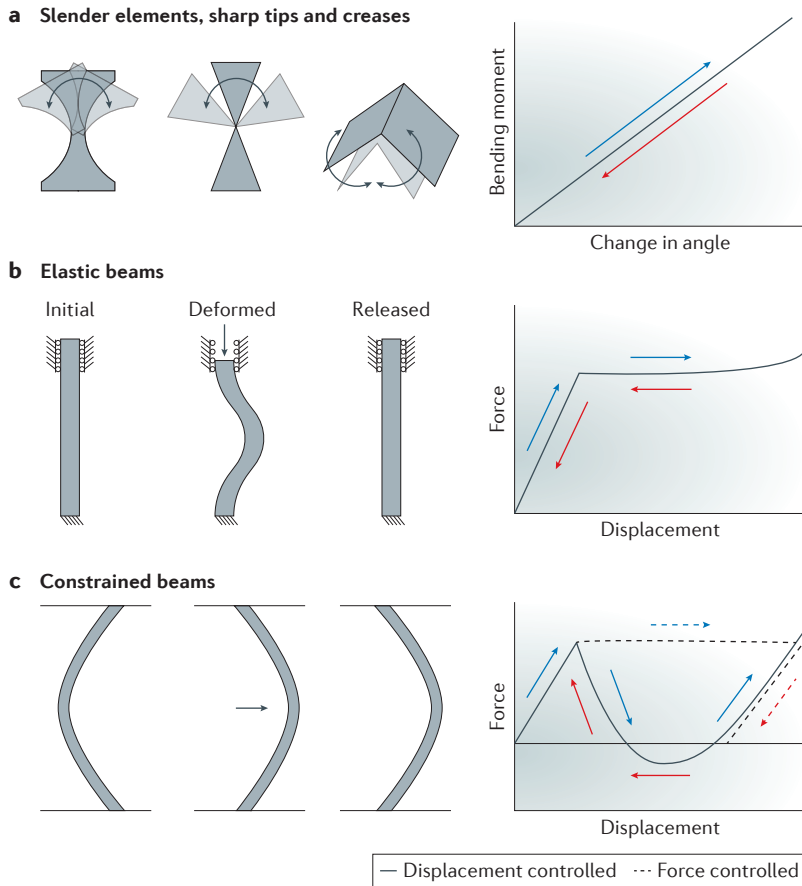 a Slender elements, sharp tips and creases
Bending moment
Change in angle
b Elastic beams
Initial
Deformed
Released
Force
Displacement
c Constrained beams
Force
Displacement
Displacement controlled
Force controlled